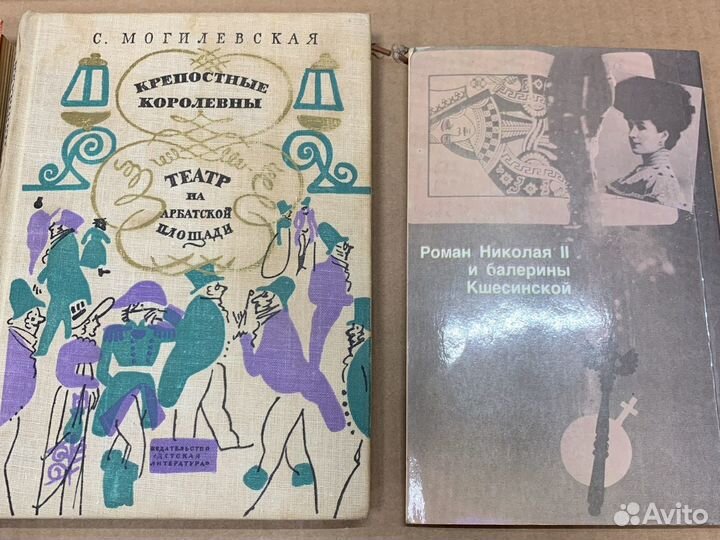 С. МОГИЛЕВСКАЯ
КРЕПОСТНЫЕ
КОРОЛЕВНЫ
ТЕАТР
НА
АРБАТСКОЙ
ПЛОЩАДИ
ИЗДАТЕЛЬСТВО
«ДЕТСКАЯ
ЛИТЕРАТУРА»
Роман Николая II
и балерины
Кшесинской
Avito